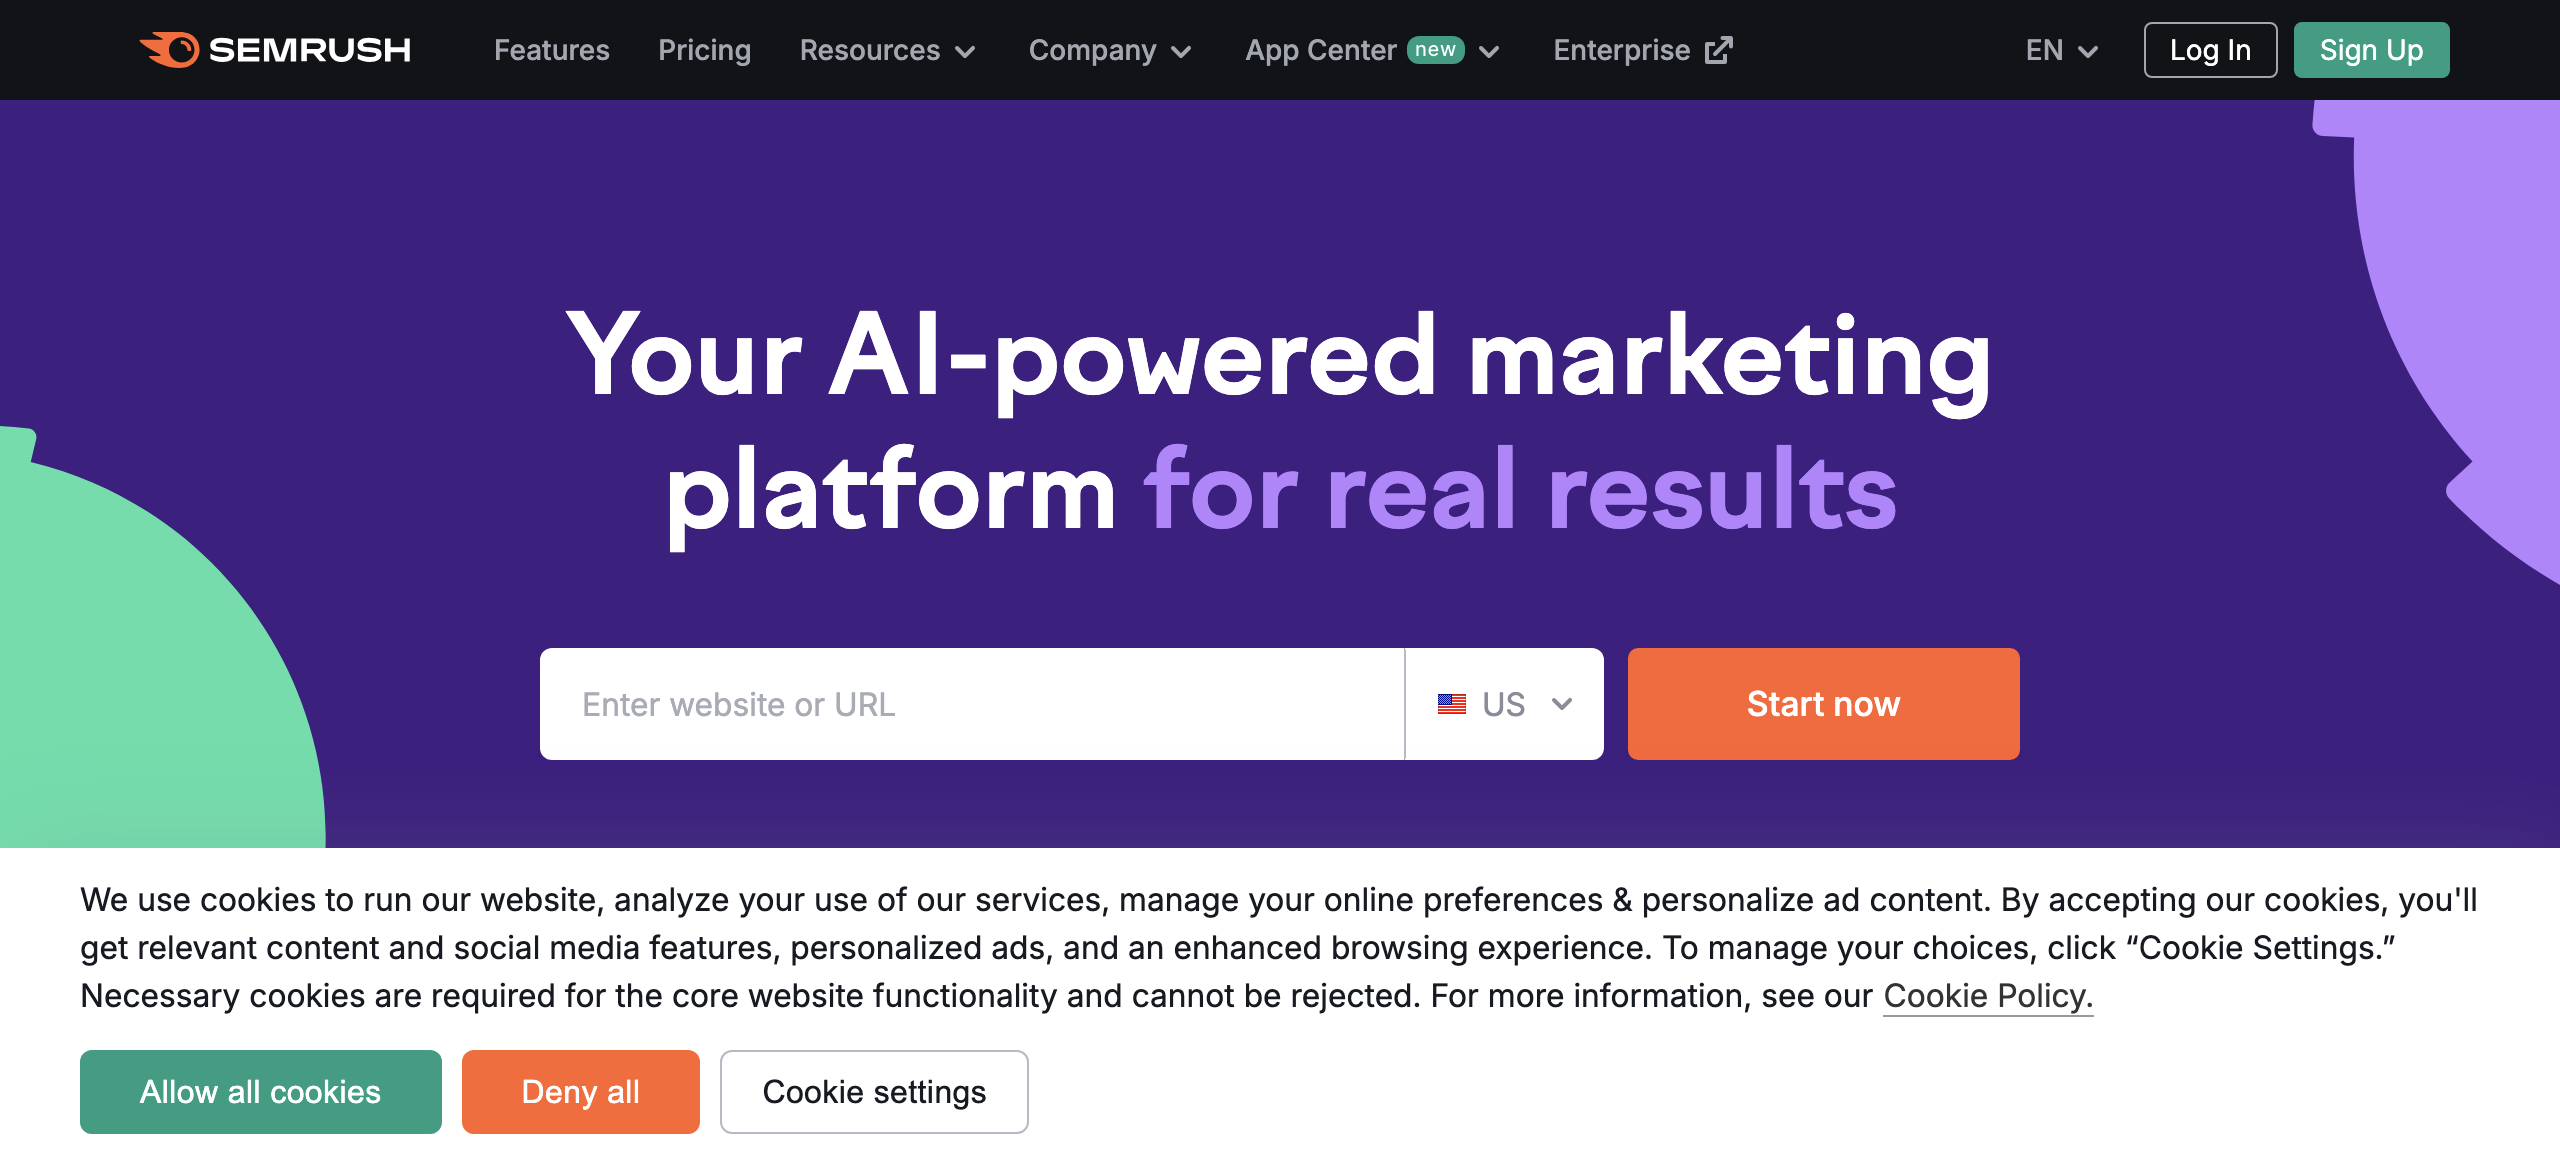 SEMRUSH Features Pricing Resources Company App Center new Enterprise EN Log In Sign Up
Your AI-powered marketing
platform for real results
Enter website or URL US Start now
We use cookies to run our website, analyze your use of our services, manage your online preferences & personalize ad content. By accepting our cookies, you'll
get relevant content and social media features, personalized ads, and an enhanced browsing experience. To manage your choices, click “Cookie Settings.”
Necessary cookies are required for the core website functionality and cannot be rejected. For more information, see our Cookie Policy.
Allow all cookies Deny all Cookie settings